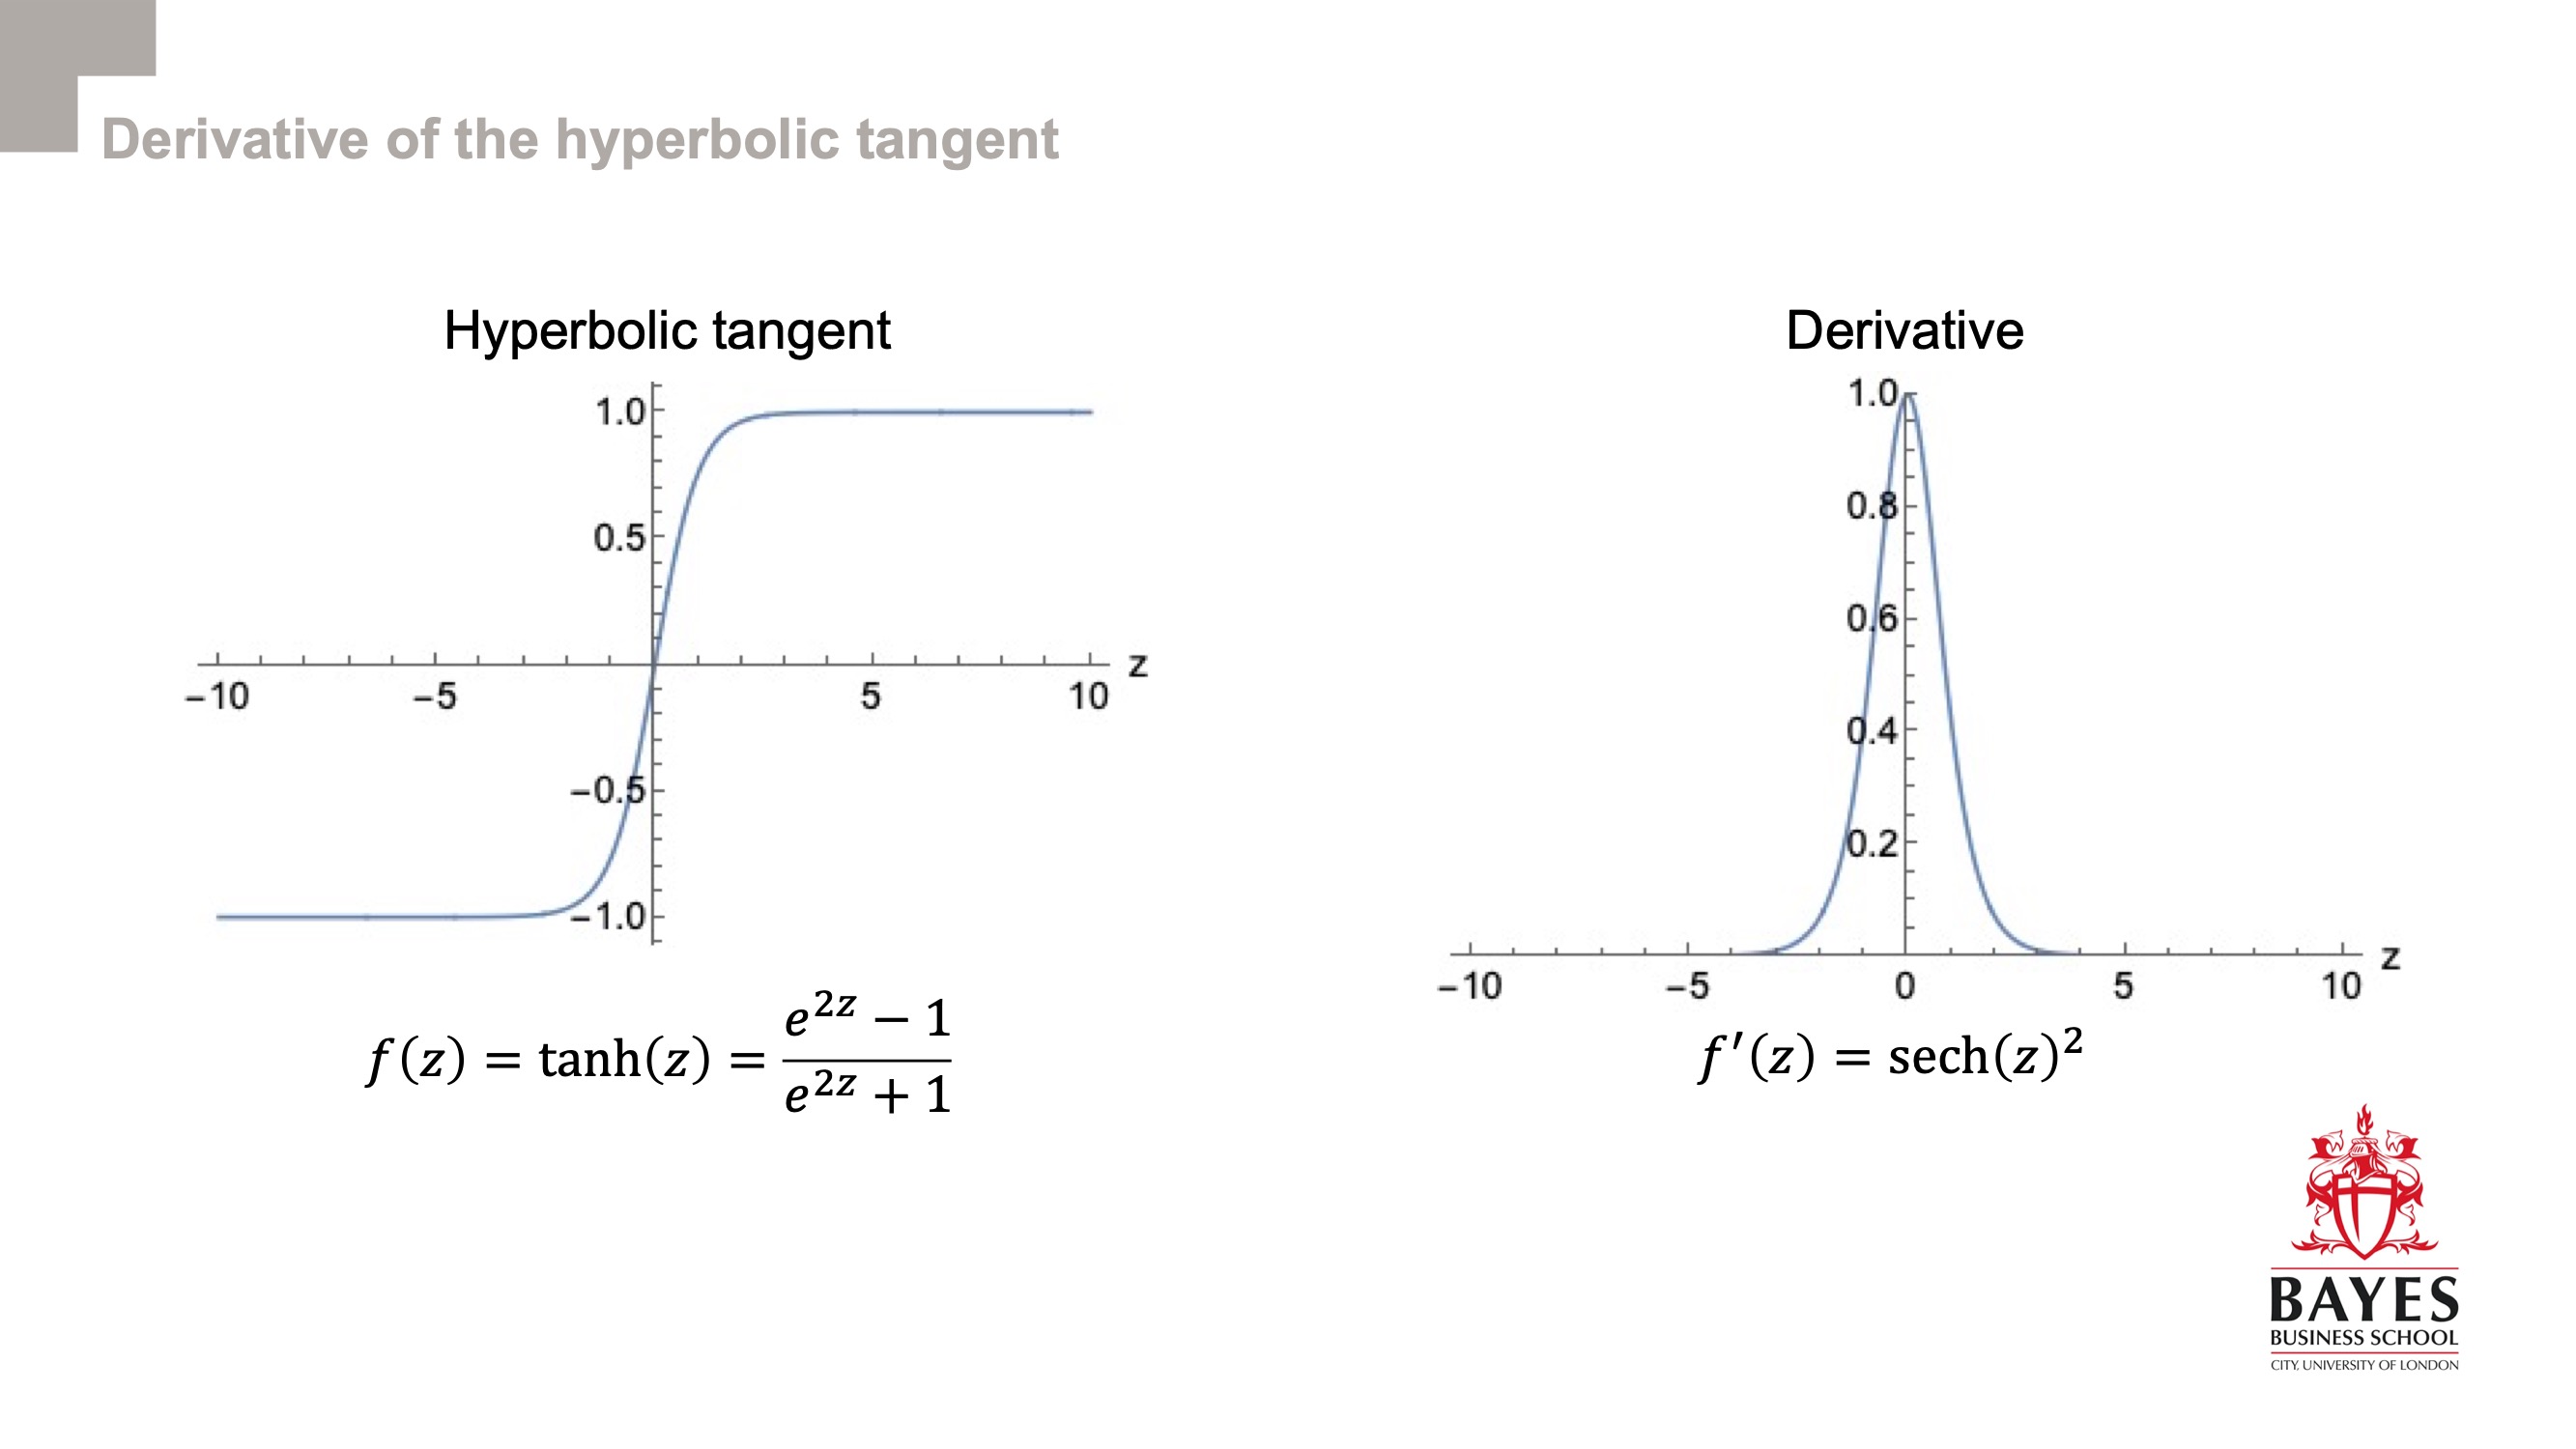 Derivative of the hyperbolic tangent
Hyperbolic tangent
1.0
0.5
−10 −5 5 10 z
−0.5
−1.0
f(z) = tanh(z) = (e^{2z} − 1)/(e^{2z} + 1)
Derivative
1.0
0.8
0.6
0.4
0.2
−10 −5 0 5 10 z
f′(z) = sech(z)²
BAYES
BUSINESS SCHOOL
CITY, UNIVERSITY OF LONDON